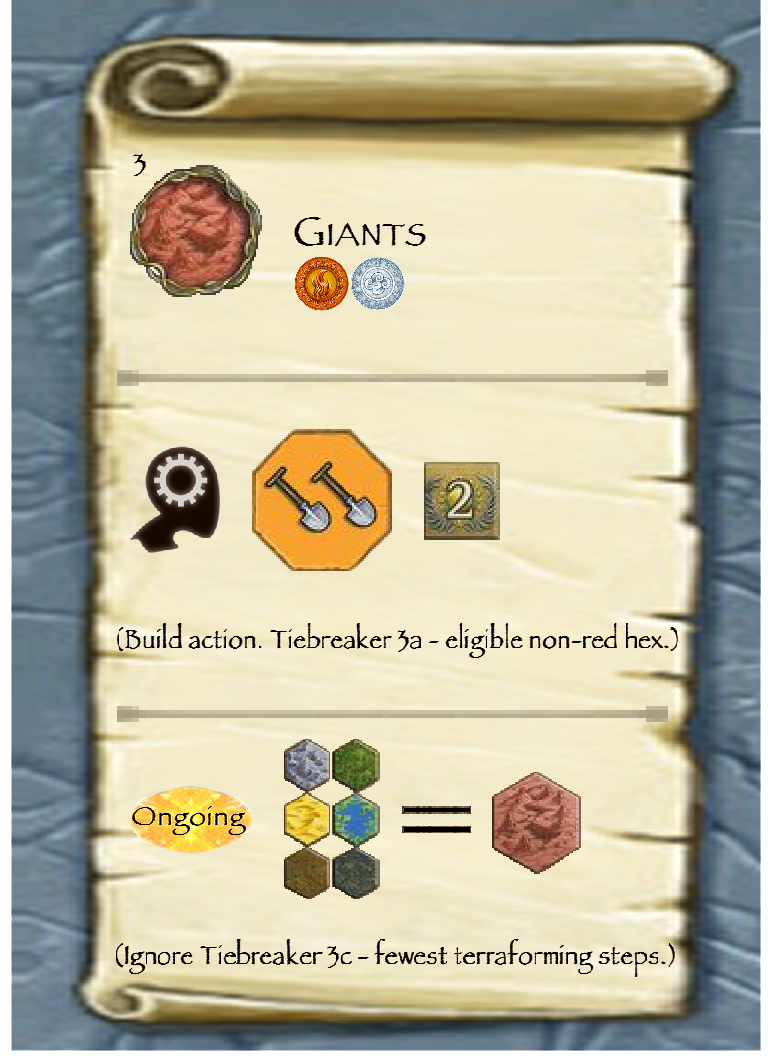 3
GIANTS
2
(Build action. Tiebreaker 3a - eligible non-red hex.)
Ongoing
(Ignore Tiebreaker 3c - fewest terraforming steps.)